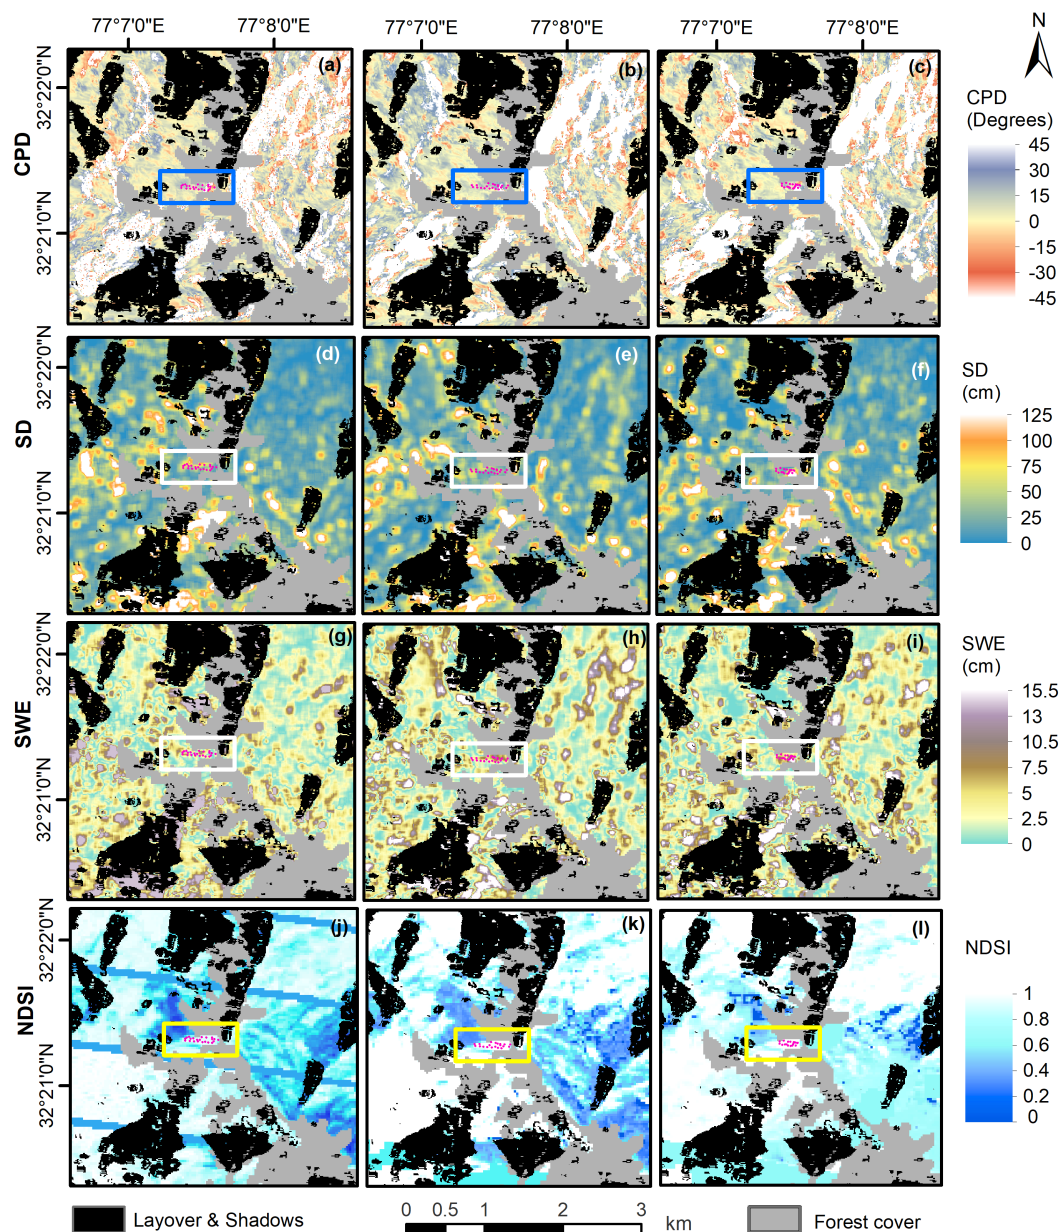 77°7'0"E 77°8'0"E 77°7'0"E 77°8'0"E 77°7'0"E 77°8'0"E
N
(a) (b) (c)
32°22'0"N
32°21'0"N
CPD
CPD
(Degrees)
45
30
15
0
-15
-30
-45
(d) (e) (f)
32°22'0"N
32°21'0"N
SD
SD
(cm)
125
100
75
50
25
0
(g) (h) (i)
32°22'0"N
32°21'0"N
SWE
SWE
(cm)
15.5
13
10.5
7.5
5
2.5
0
(j) (k) (l)
32°22'0"N
32°21'0"N
NDSI
NDSI
1
0.8
0.6
0.4
0.2
0
Layover & Shadows
0 0.5 1 2 3
km
Forest cover